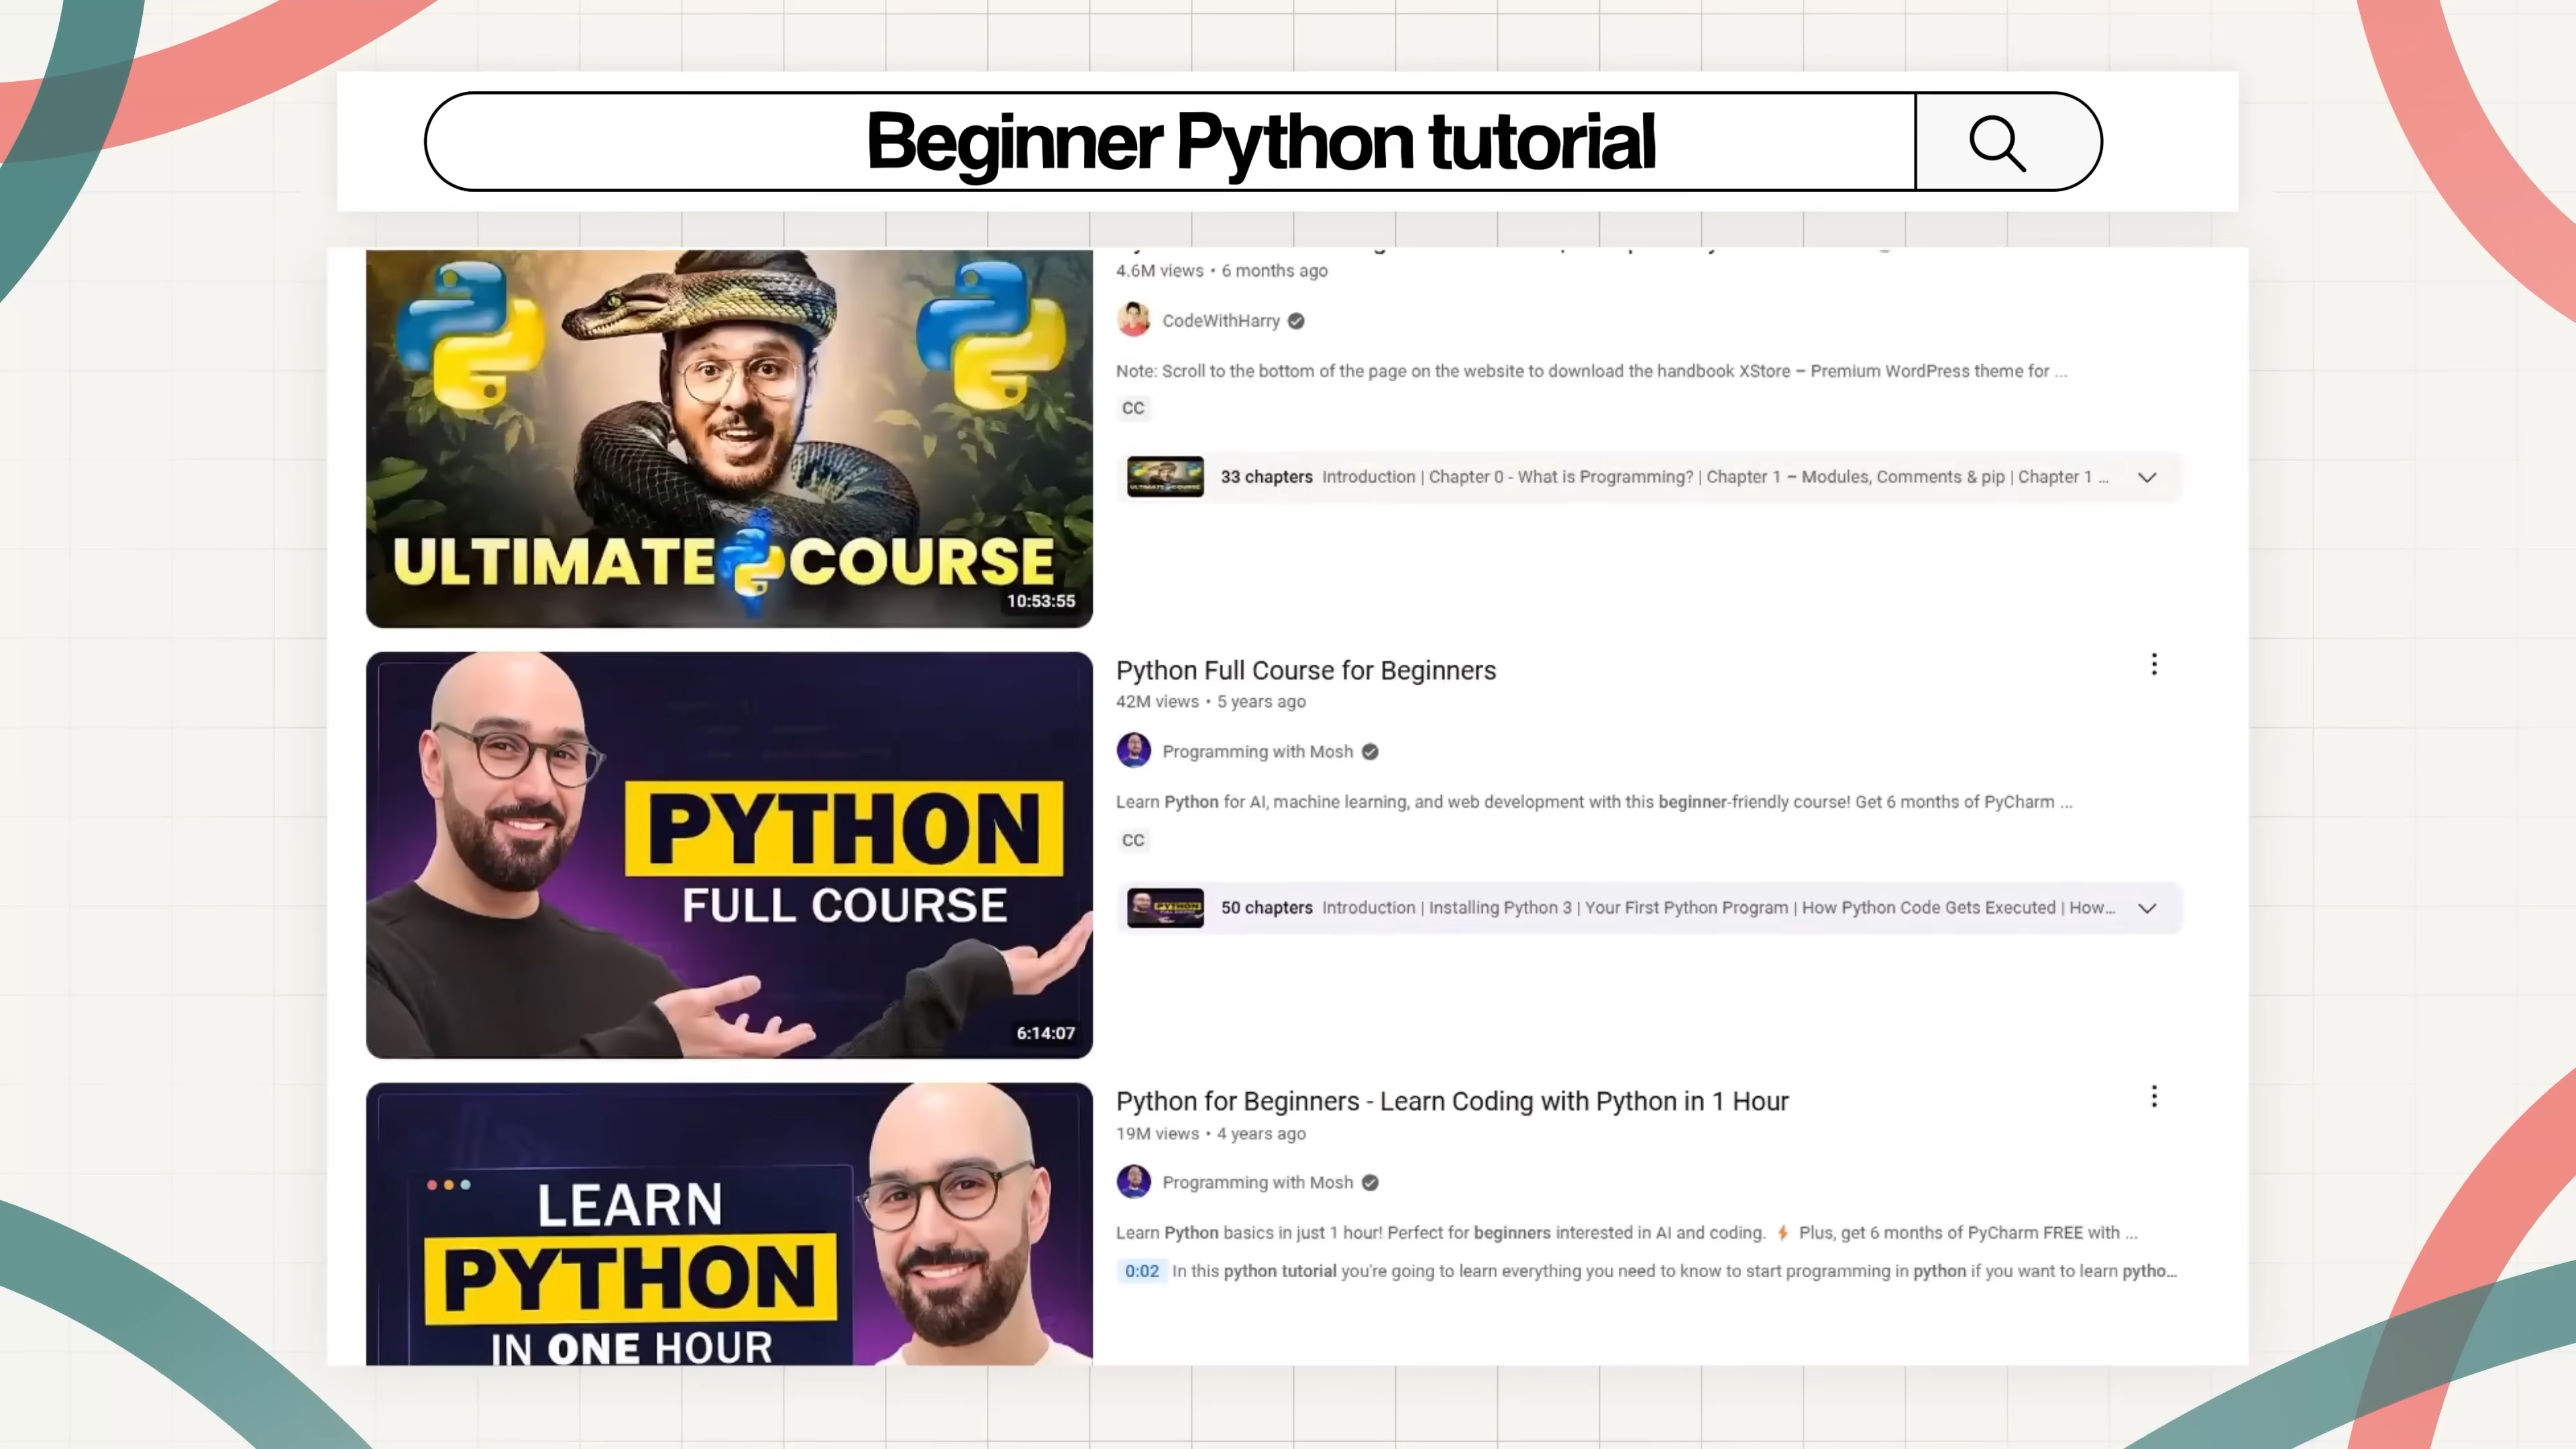 Beginner Python tutorial
4.6M views • 6 months ago
CodeWithHarry
Note: Scroll to the bottom of the page on the website to download the handbook XStore – Premium WordPress theme for ...
CC
33 chapters Introduction | Chapter 0 - What is Programming? | Chapter 1 – Modules, Comments & pip | Chapter 1 ...
ULTIMATE COURSE
10:53:55
Python Full Course for Beginners
42M views • 5 years ago
Programming with Mosh
Learn Python for AI, machine learning, and web development with this beginner-friendly course! Get 6 months of PyCharm ...
CC
50 chapters Introduction | Installing Python 3 | Your First Python Program | How Python Code Gets Executed | How...
PYTHON
FULL COURSE
6:14:07
Python for Beginners - Learn Coding with Python in 1 Hour
19M views • 4 years ago
Programming with Mosh
Learn Python basics in just 1 hour! Perfect for beginners interested in AI and coding. ⚡ Plus, get 6 months of PyCharm FREE with ...
0:02 In this python tutorial you're going to learn everything you need to know to start programming in python if you want to learn pytho...
LEARN
PYTHON
IN ONE HOUR